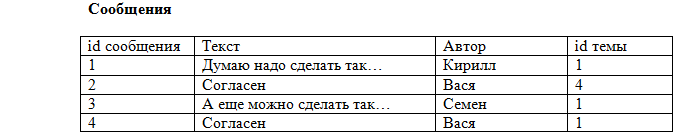 Сообщения
id сообщения Текст Автор id темы
1 Думаю надо сделать так… Кирилл 1
2 Согласен Вася 4
3 А еще можно сделать так… Семен 1
4 Согласен Вася 1